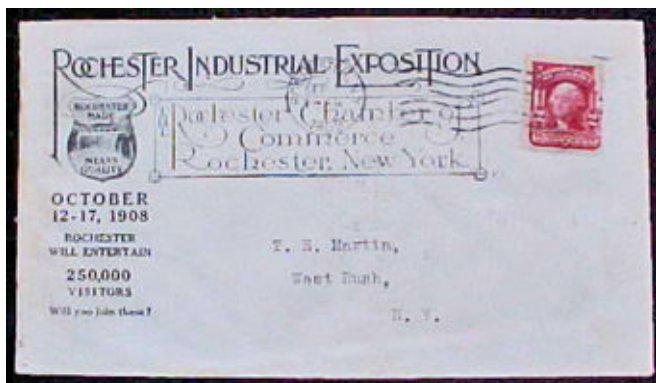 ROCHESTER INDUSTRIAL EXPOSITION
ROCHESTER
MADE
MEANS
QUALITY
Rochester Chamber of
Commerce
Rochester, New York
OCTOBER
12-17, 1908
ROCHESTER
WILL ENTERTAIN
250,000
VISITORS
Will you join them?
T. E. Martin,
West Rush,
N. Y.